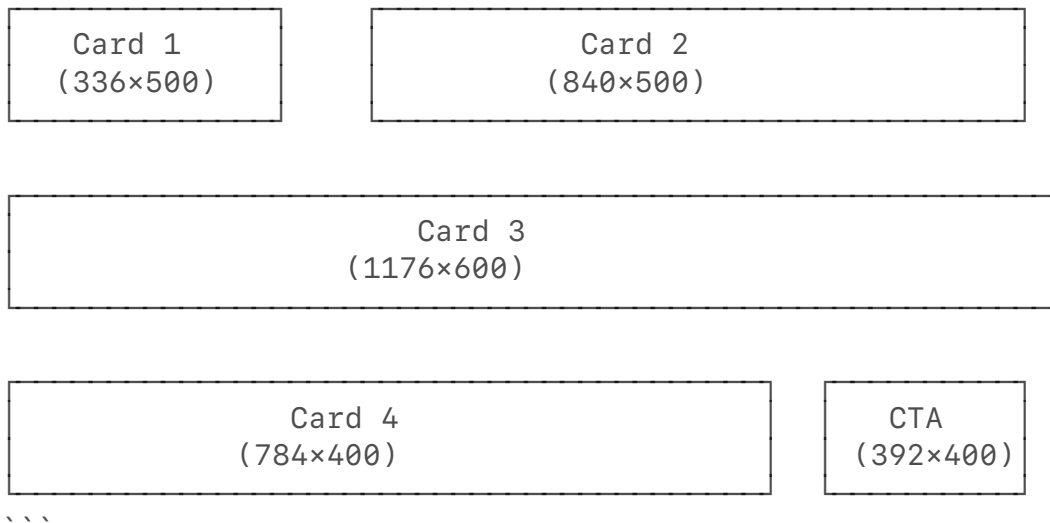 Card 1
(336×500)
Card 2
(840×500)
Card 3
(1176×600)
Card 4
(784×400)
CTA
(392×400)
```